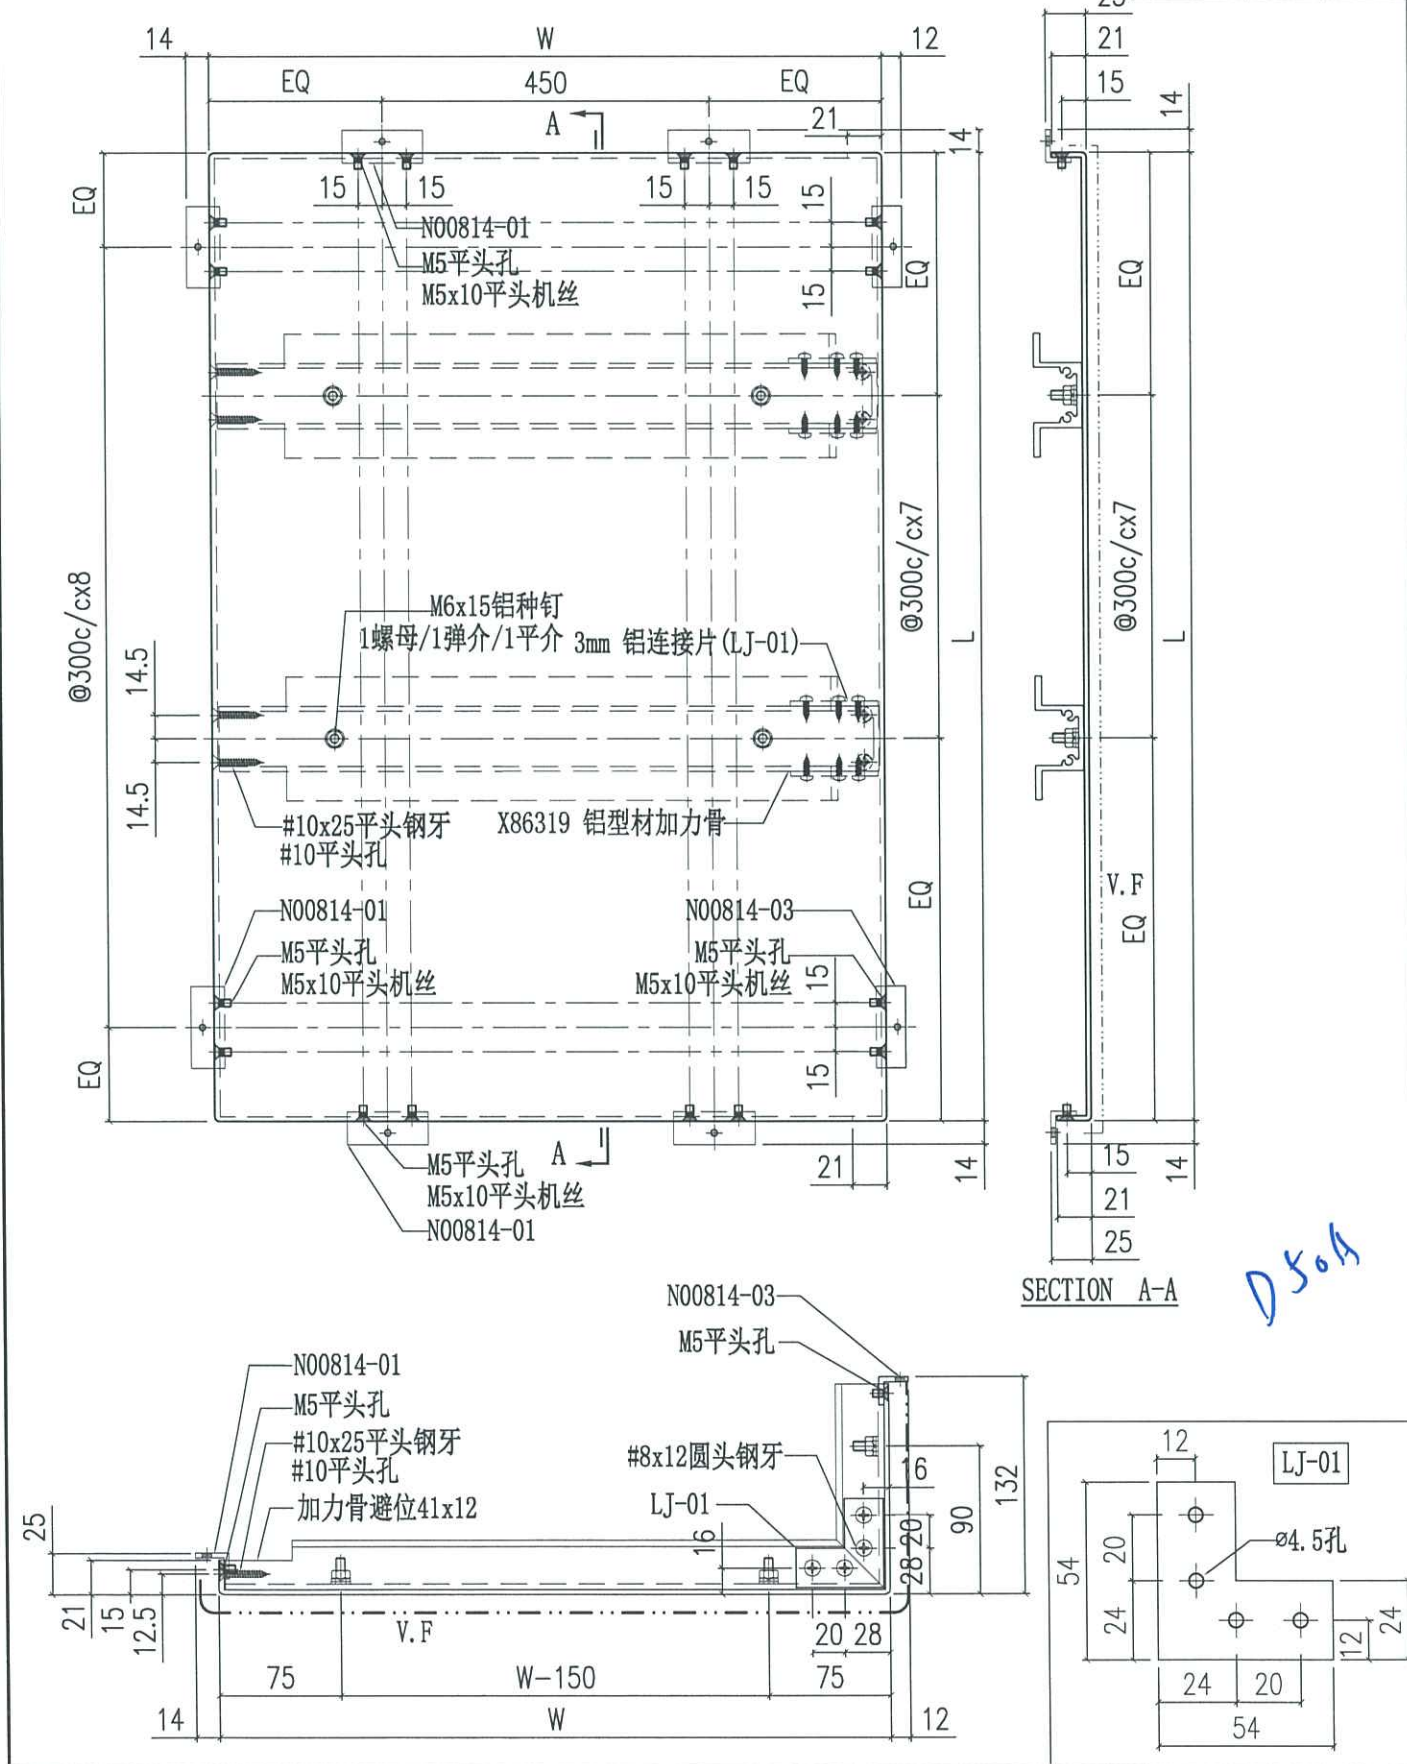 25
14
W
12
21
EQ
450
EQ
15
14
A
21
14
EQ
15
15
15
15
15
N00814-01
M5平头孔
M5x10平头机丝
15
EQ
EQ
@300c/cx8
@300c/cx7
@300c/cx7
M6x15铝种钉
1螺母/1弹介/1平介
3mm 铝连接片(LJ-01)
L
L
14.5
14.5
#10x25平头钢牙
#10平头孔
X86319 铝型材加力骨
V.F
EQ
EQ
N00814-01
M5平头孔
M5x10平头机丝
N00814-03
M5平头孔
M5x10平头机丝
15
15
EQ
M5平头孔
M5x10平头机丝
N00814-01
A
21
14
15
14
21
25
SECTION A-A
D50A
N00814-03
M5平头孔
N00814-01
M5平头孔
#10x25平头钢牙
#10平头孔
加力骨避位41x12
#8x12圆头钢牙
LJ-01
16
16
20
28
90
132
25
21
15
12.5
V.F
20
28
75
W-150
75
14
W
12
LJ-01
12
ø4.5孔
54
20
24
12
24
24
20
54